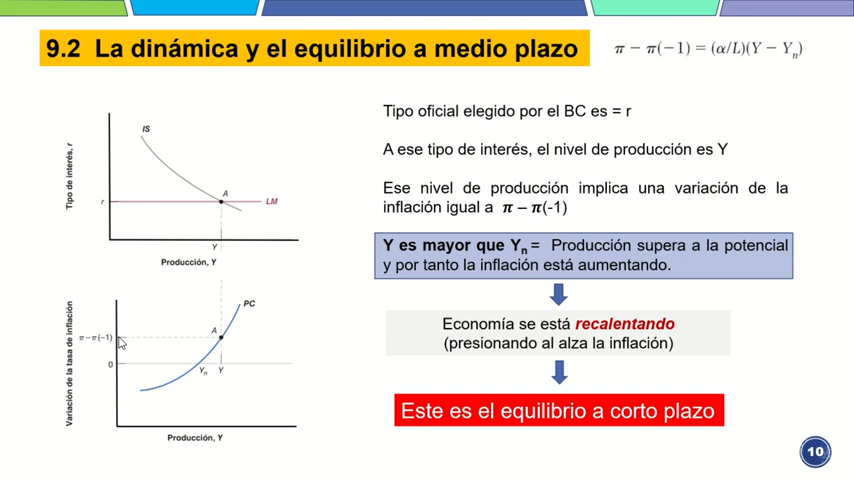 9.2 La dinámica y el equilibrio a medio plazo
π − π(−1) = (α/L)(Y − Yₙ)
Tipo de interés, r
IS
A
LM
r
Y
Producción, Y
Variación de la tasa de inflación
PC
π−π(−1)
A
0
Yₙ
Y
Producción, Y
Tipo oficial elegido por el BC es = r
A ese tipo de interés, el nivel de producción es Y
Ese nivel de producción implica una variación de la
inflación igual a π – π(-1)
Y es mayor que Yₙ = Producción supera a la potencial
y por tanto la inflación está aumentando.
Economía se está recalentando
(presionando al alza la inflación)
Este es el equilibrio a corto plazo
10